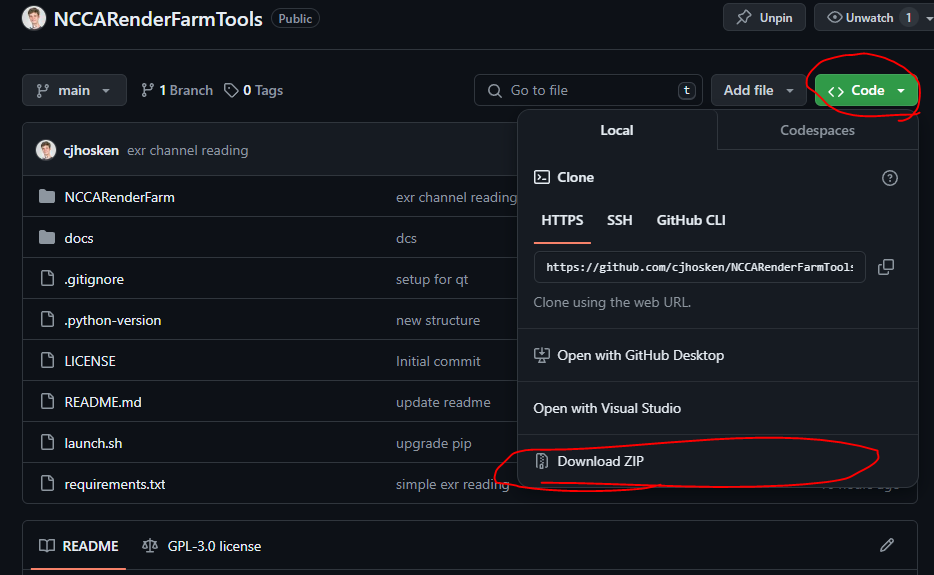 NCCARenderFarmTools Public Unpin Unwatch 1
main 1 Branch 0 Tags Go to file t Add file Code
Local Codespaces
cjhosken exr channel reading
Clone
NCCARenderFarm exr channel reading
HTTPS SSH GitHub CLI
docs dcs
https://github.com/cjhosken/NCCARenderFarmTools
.gitignore setup for qt
Clone using the web URL.
.python-version new structure
LICENSE Initial commit
Open with GitHub Desktop
README.md update readme
Open with Visual Studio
launch.sh upgrade pip
Download ZIP
requirements.txt simple exr reading
README GPL-3.0 license